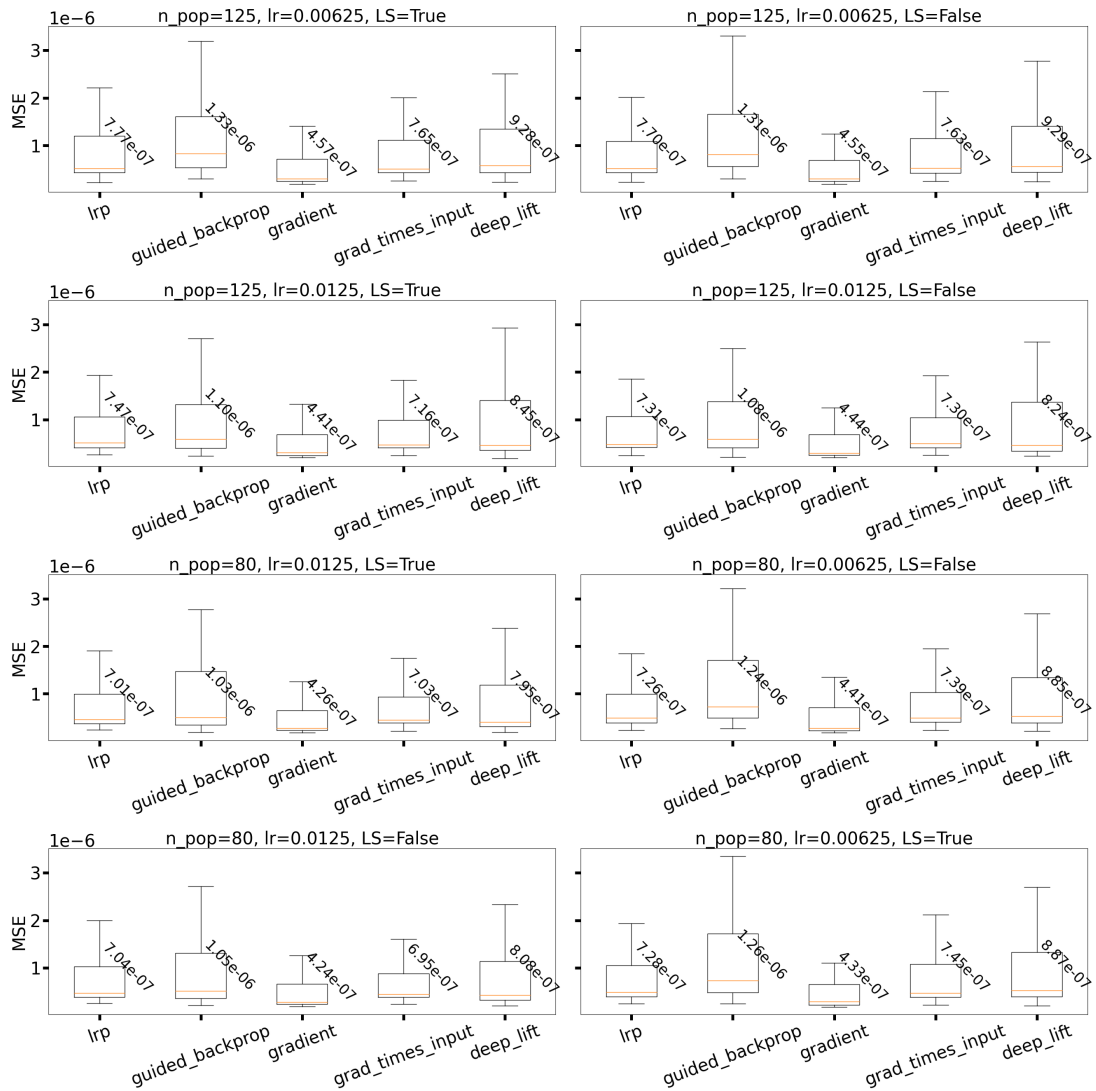 n_pop=125, lr=0.00625, LS=True
1e−6
MSE
3
2
1
7.77e-07
1.33e-06
4.57e-07
7.65e-07
9.28e-07
lrp
guided_backprop
gradient
grad_times_input
deep_lift
n_pop=125, lr=0.00625, LS=False
7.70e-07
1.31e-06
4.55e-07
7.63e-07
9.29e-07
lrp
guided_backprop
gradient
grad_times_input
deep_lift
n_pop=125, lr=0.0125, LS=True
1e−6
MSE
3
2
1
7.47e-07
1.10e-06
4.41e-07
7.16e-07
8.45e-07
lrp
guided_backprop
gradient
grad_times_input
deep_lift
n_pop=125, lr=0.0125, LS=False
7.31e-07
1.08e-06
4.44e-07
7.30e-07
8.24e-07
lrp
guided_backprop
gradient
grad_times_input
deep_lift
n_pop=80, lr=0.0125, LS=True
1e−6
MSE
3
2
1
7.01e-07
1.03e-06
4.26e-07
7.03e-07
7.95e-07
lrp
guided_backprop
gradient
grad_times_input
deep_lift
n_pop=80, lr=0.00625, LS=False
7.26e-07
1.24e-06
4.41e-07
7.39e-07
8.85e-07
lrp
guided_backprop
gradient
grad_times_input
deep_lift
n_pop=80, lr=0.0125, LS=False
1e−6
MSE
3
2
1
7.04e-07
1.05e-06
4.24e-07
6.95e-07
8.08e-07
lrp
guided_backprop
gradient
grad_times_input
deep_lift
n_pop=80, lr=0.00625, LS=True
7.28e-07
1.26e-06
4.33e-07
7.45e-07
8.87e-07
lrp
guided_backprop
gradient
grad_times_input
deep_lift